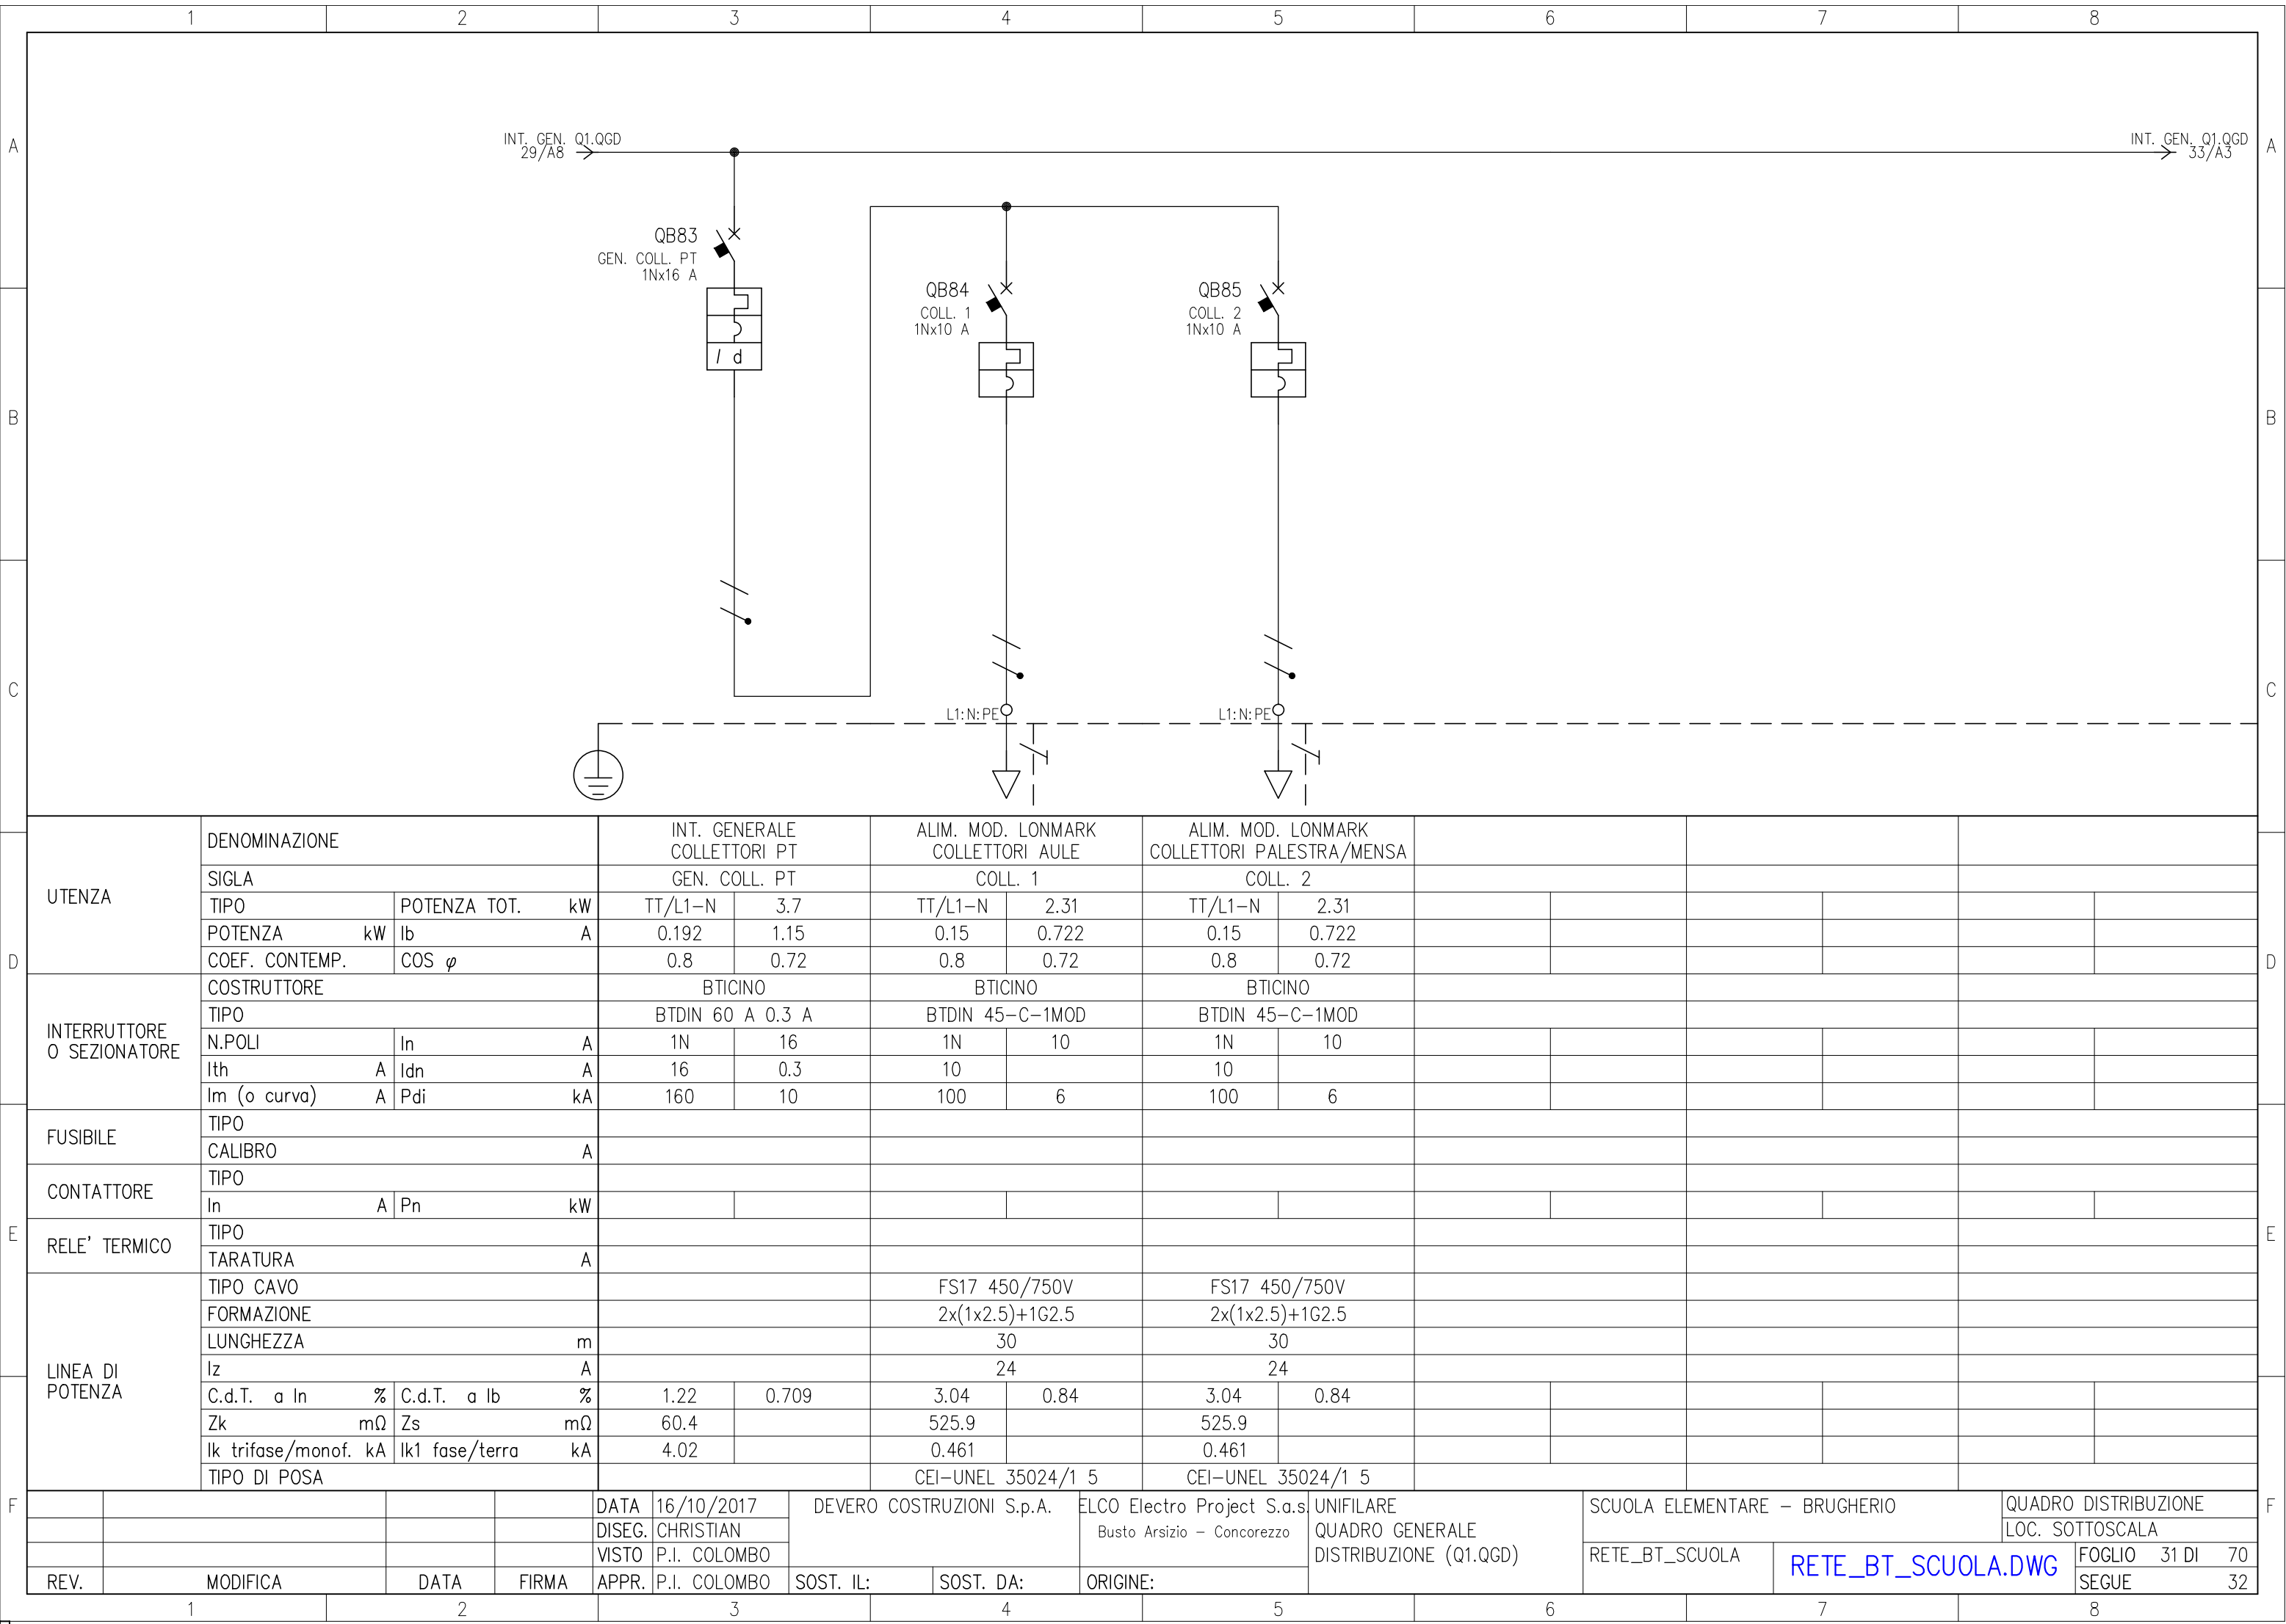 1 2 3 4 5 6 7 8
A A
INT. GEN. Q1.QGD
29/A8
INT. GEN. Q1.QGD
33/A3
QB83
GEN. COLL. PT
1Nx16 A
I d
QB84
COLL. 1
1Nx10 A
QB85
COLL. 2
1Nx10 A
B B
C C
L1:N:PE L1:N:PE
UTENZA
DENOMINAZIONE
INT. GENERALE
COLLETTORI PT
ALIM. MOD. LONMARK
COLLETTORI AULE
ALIM. MOD. LONMARK
COLLETTORI PALESTRA/MENSA
SIGLA GEN. COLL. PT COLL. 1 COLL. 2
TIPO POTENZA TOT. kW TT/L1-N 3.7 TT/L1-N 2.31 TT/L1-N 2.31
POTENZA kW Ib A 0.192 1.15 0.15 0.722 0.15 0.722
D D
COEF. CONTEMP. COS φ 0.8 0.72 0.8 0.72 0.8 0.72
INTERRUTTORE
O SEZIONATORE
COSTRUTTORE BTICINO BTICINO BTICINO
TIPO BTDIN 60 A 0.3 A BTDIN 45-C-1MOD BTDIN 45-C-1MOD
N.POLI In A 1N 16 1N 10 1N 10
Ith A Idn A 16 0.3 10 10
Im (o curva) A Pdi kA 160 10 100 6 100 6
FUSIBILE
TIPO
CALIBRO A
CONTATTORE
TIPO
In A Pn kW
E E
RELE' TERMICO
TIPO
TARATURA A
LINEA DI
POTENZA
TIPO CAVO FS17 450/750V FS17 450/750V
FORMAZIONE 2x(1x2.5)+1G2.5 2x(1x2.5)+1G2.5
LUNGHEZZA m 30 30
Iz A 24 24
C.d.T. a In % C.d.T. a Ib % 1.22 0.709 3.04 0.84 3.04 0.84
Zk mΩ Zs mΩ 60.4 525.9 525.9
Ik trifase/monof. kA Ik1 fase/terra kA 4.02 0.461 0.461
TIPO DI POSA CEI-UNEL 35024/1 5 CEI-UNEL 35024/1 5
F F
DATA 16/10/2017
DISEG. CHRISTIAN
VISTO P.I. COLOMBO
REV. MODIFICA DATA FIRMA APPR. P.I. COLOMBO
DEVERO COSTRUZIONI S.p.A.
SOST. IL: SOST. DA: ORIGINE:
ELCO Electro Project S.a.s.
Busto Arsizio - Concorezzo
UNIFILARE
QUADRO GENERALE
DISTRIBUZIONE (Q1.QGD)
SCUOLA ELEMENTARE - BRUGHERIO
RETE_BT_SCUOLA
RETE_BT_SCUOLA.DWG
QUADRO DISTRIBUZIONE
LOC. SOTTOSCALA
FOGLIO 31 DI 70
SEGUE 32
1 2 3 4 5 6 7 8